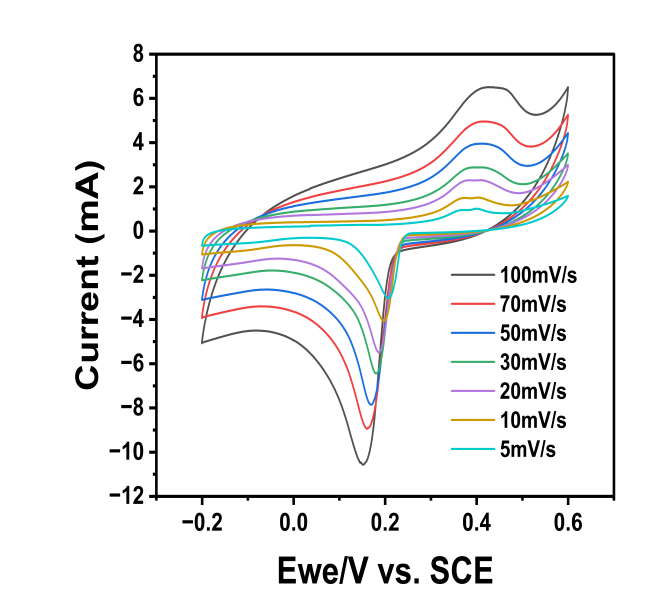 8
6
4
2
0
−2
−4
−6
−8
−10
−12
Current (mA)
100mV/s
70mV/s
50mV/s
30mV/s
20mV/s
10mV/s
5mV/s
−0.2 0.0 0.2 0.4 0.6
Ewe/V vs. SCE